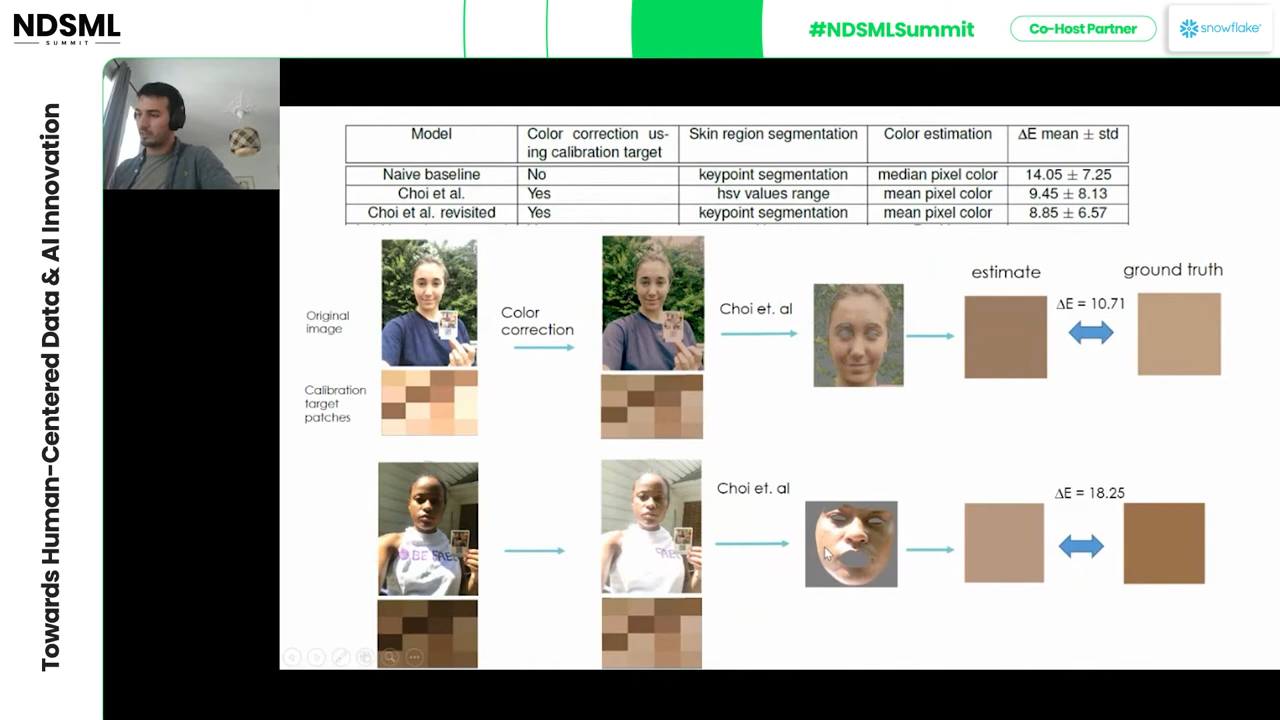 NDSML
SUMMIT
#NDSMLSummit
Co-Host Partner
snowflake
Towards Human-Centered Data & AI Innovation
Model
Color correction us-
ing calibration target
Skin region segmentation
Color estimation
ΔE mean ± std
Naive baseline
No
keypoint segmentation
median pixel color
14.05 ± 7.25
Choi et al.
Yes
hsv values range
mean pixel color
9.45 ± 8.13
Choi et al. revisited
Yes
keypoint segmentation
mean pixel color
8.85 ± 6.57
estimate
ground truth
Original
image
Color
correction
Choi et. al
ΔE = 10.71
Calibration
target
patches
Choi et. al
ΔE = 18.25